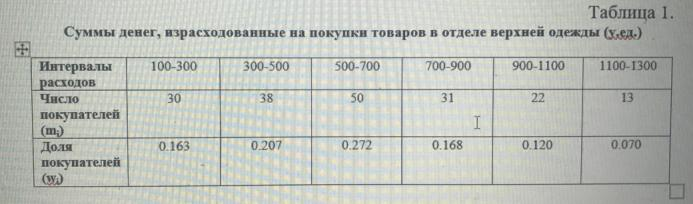 Таблица 1.
Суммы денег, израсходованные на покупки товаров в отделе верхней одежды (у.ед.)
Интервалы расходов 100-300 300-500 500-700 700-900 900-1100 1100-1300
Число покупателей (mᵢ) 30 38 50 31 22 13
Доля покупателей (wᵢ) 0.163 0.207 0.272 0.168 0.120 0.070